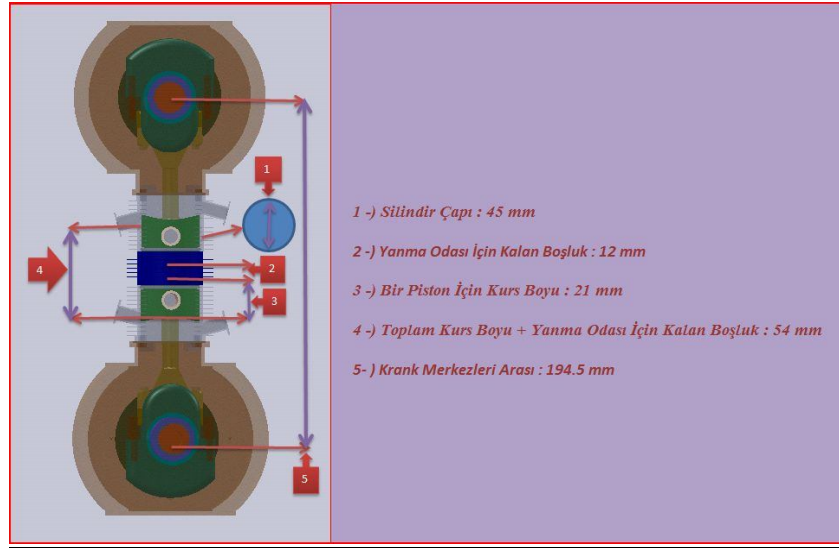 1
2
4
3
5
1 -) Silindir Çapı : 45 mm
2 -) Yanma Odası İçin Kalan Boşluk : 12 mm
3 -) Bir Piston İçin Kurs Boyu : 21 mm
4 -) Toplam Kurs Boyu + Yanma Odası İçin Kalan Boşluk : 54 mm
5- ) Krank Merkezleri Arası : 194.5 mm